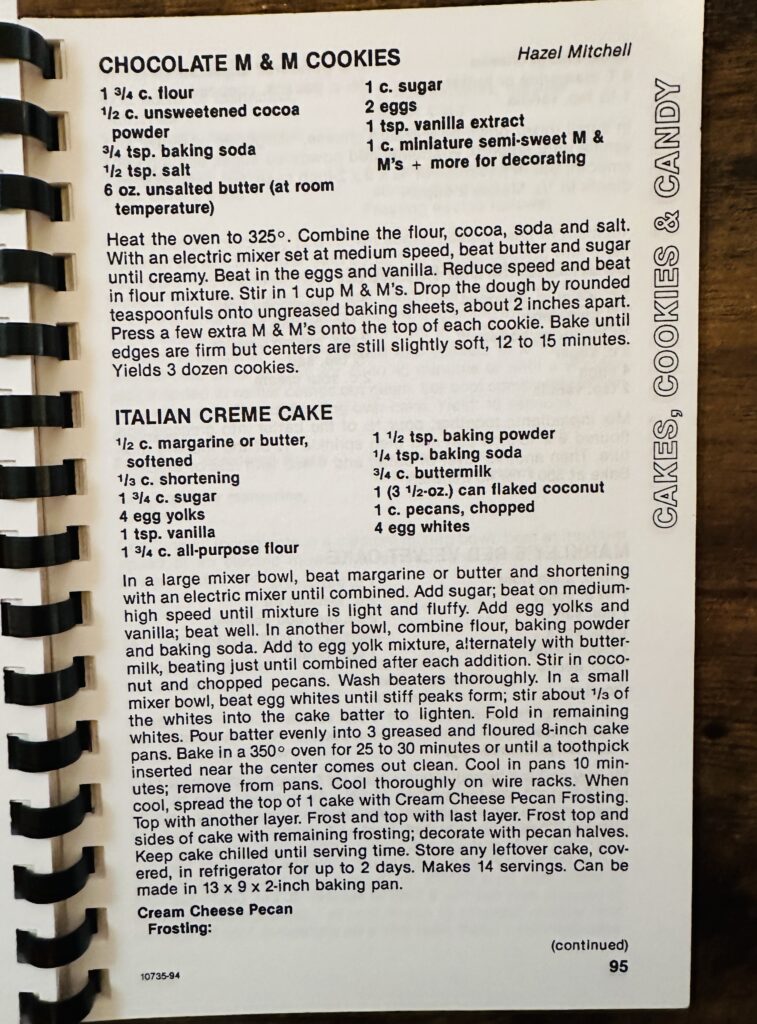 CHOCOLATE M & M COOKIES
Hazel Mitchell
1 3/4 c. flour
1/2 c. unsweetened cocoa
powder
3/4 tsp. baking soda
1/2 tsp. salt
6 oz. unsalted butter (at room
temperature)
1 c. sugar
2 eggs
1 tsp. vanilla extract
1 c. miniature semi-sweet M &
M's + more for decorating
Heat the oven to 325°. Combine the flour, cocoa, soda and salt.
With an electric mixer set at medium speed, beat butter and sugar
until creamy. Beat in the eggs and vanilla. Reduce speed and beat
in flour mixture. Stir in 1 cup M & M's. Drop the dough by rounded
teaspoonfuls onto ungreased baking sheets, about 2 inches apart.
Press a few extra M & M's onto the top of each cookie. Bake until
edges are firm but centers are still slightly soft, 12 to 15 minutes.
Yields 3 dozen cookies.
ITALIAN CREME CAKE
1/2 c. margarine or butter,
softened
1/3 c. shortening
1 3/4 c. sugar
4 egg yolks
1 tsp. vanilla
1 3/4 c. all-purpose flour
1 1/2 tsp. baking powder
1/4 tsp. baking soda
3/4 c. buttermilk
1 (3 1/2-oz.) can flaked coconut
1 c. pecans, chopped
4 egg whites
In a large mixer bowl, beat margarine or butter and shortening
with an electric mixer until combined. Add sugar; beat on medium-
high speed until mixture is light and fluffy. Add egg yolks and
vanilla; beat well. In another bowl, combine flour, baking powder
and baking soda. Add to egg yolk mixture, alternately with butter-
milk, beating just until combined after each addition. Stir in coco-
nut and chopped pecans. Wash beaters thoroughly. In a small
mixer bowl, beat egg whites until stiff peaks form; stir about 1/3 of
the whites into the cake batter to lighten. Fold in remaining
whites. Pour batter evenly into 3 greased and floured 8-inch cake
pans. Bake in a 350° oven for 25 to 30 minutes or until a toothpick
inserted near the center comes out clean. Cool in pans 10 min-
utes; remove from pans. Cool thoroughly on wire racks. When
cool, spread the top of 1 cake with Cream Cheese Pecan Frosting.
Top with another layer. Frost and top with last layer. Frost top and
sides of cake with remaining frosting; decorate with pecan halves.
Keep cake chilled until serving time. Store any leftover cake, cov-
ered, in refrigerator for up to 2 days. Makes 14 servings. Can be
made in 13 x 9 x 2-inch baking pan.
Cream Cheese Pecan
Frosting:
(continued)
10735-94
95
CAKES, COOKIES & CANDY